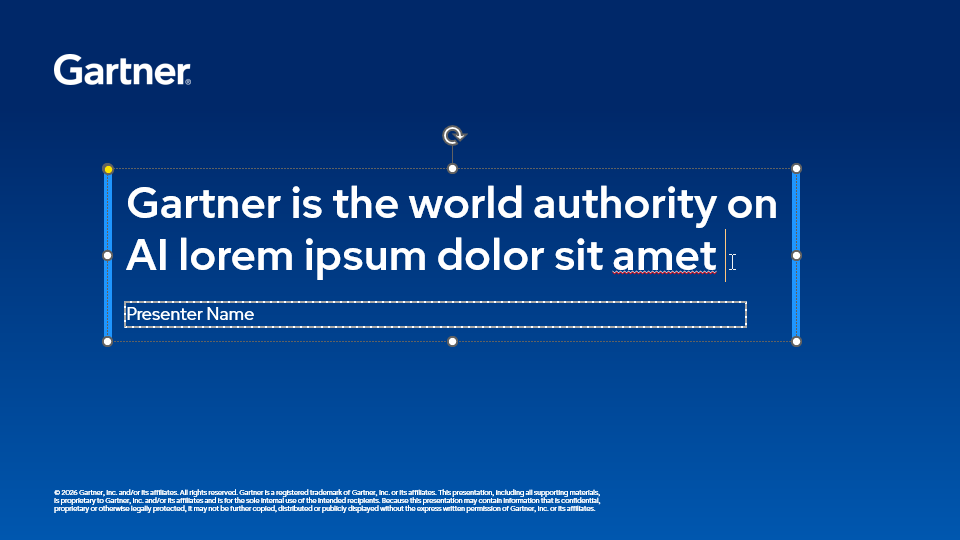 Gartner®
Gartner is the world authority on
AI lorem ipsum dolor sit amet
Presenter Name
© 2026 Gartner, Inc. and/or its affiliates. All rights reserved. Gartner is a registered trademark of Gartner, Inc. or its affiliates. This presentation, including all supporting materials,
is proprietary to Gartner, Inc. and/or its affiliates and is for the sole internal use of the intended recipients. Because this presentation may contain information that is confidential,
proprietary or otherwise legally protected, it may not be further copied, distributed or publicly displayed without the express written permission of Gartner, Inc. or its affiliates.